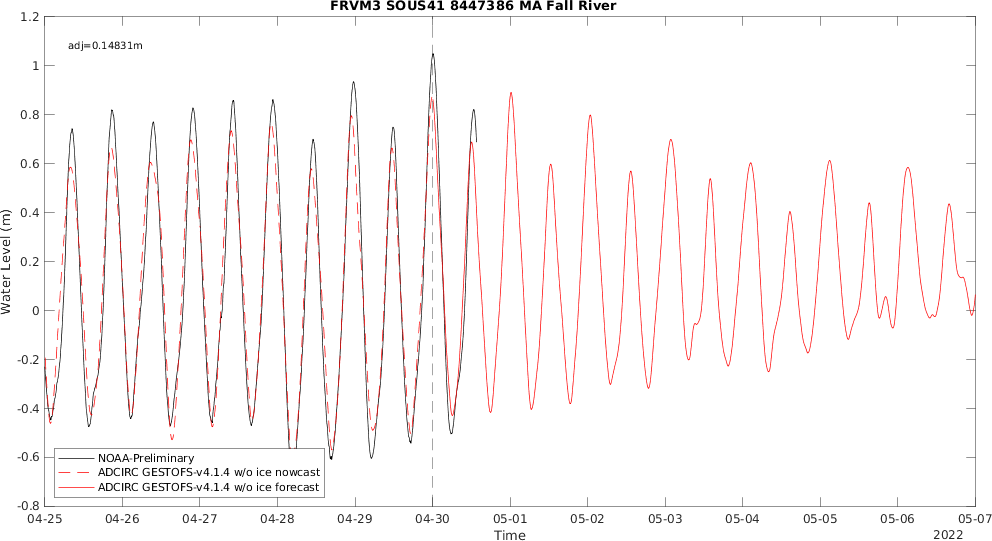 FRVM3 SOUS41 8447386 MA Fall River
adj=0.14831m
Water Level (m)
1.2
1
0.8
0.6
0.4
0.2
0
-0.2
-0.4
-0.6
-0.8
NOAA-Preliminary
ADCIRC GESTOFS-v4.1.4 w/o ice nowcast
ADCIRC GESTOFS-v4.1.4 w/o ice forecast
04-25 04-26 04-27 04-28 04-29 04-30 05-01 05-02 05-03 05-04 05-05 05-06 05-07
Time
2022